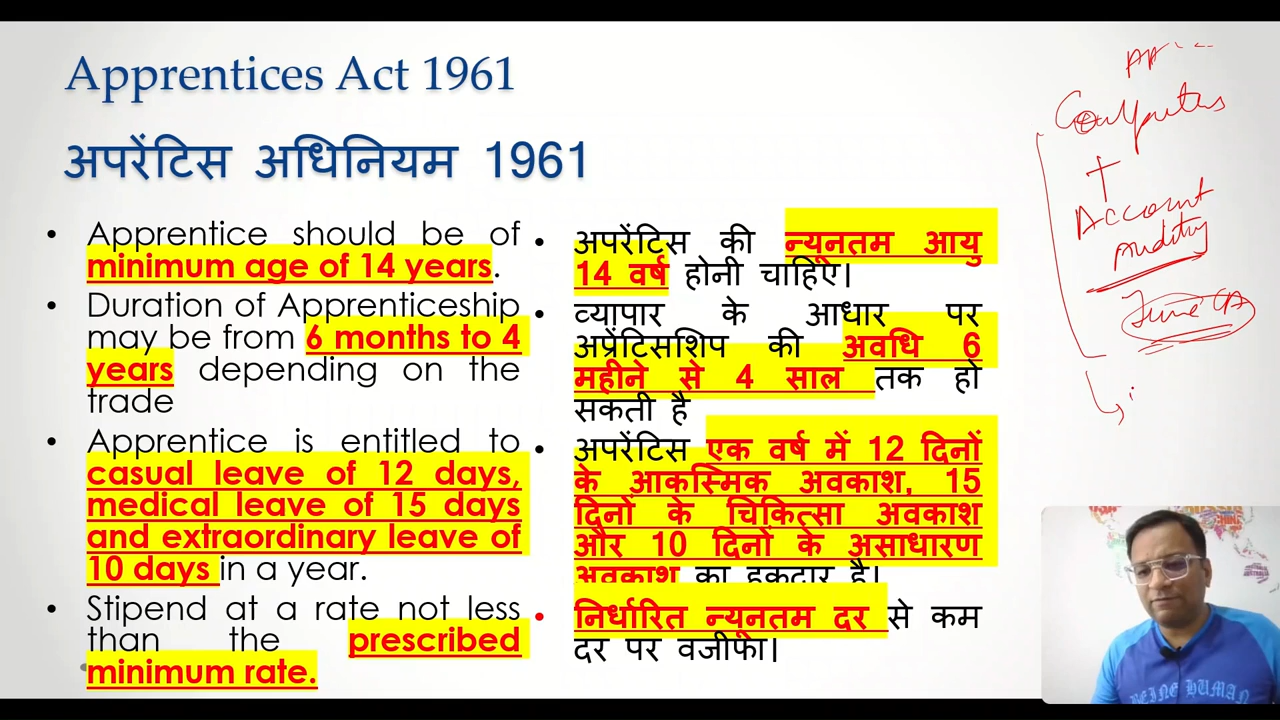 Apprentices Act 1961
अपरेंटिस अधिनियम 1961
• Apprentice should be of
minimum age of 14 years.
• Duration of Apprenticeship
may be from 6 months to 4
years depending on the
trade
• Apprentice is entitled to
casual leave of 12 days,
medical leave of 15 days
and extraordinary leave of
10 days in a year.
• Stipend at a rate not less
than the prescribed
minimum rate.
• अपरेंटिस की न्यूनतम आयु
14 वर्ष होनी चाहिए।
• व्यापार के आधार पर
अप्रेंटिसशिप की अवधि 6
महीने से 4 साल तक हो
सकती है
• अपरेंटिस एक वर्ष में 12 दिनों
के आकस्मिक अवकाश, 15
दिनों के चिकित्सा अवकाश
और 10 दिनों के असाधारण
अवकाश का हकदार है।
• निर्धारित न्यूनतम दर से कम
दर पर वजीफा।
Computers
+
Account
Auditing
BEING HUMAN